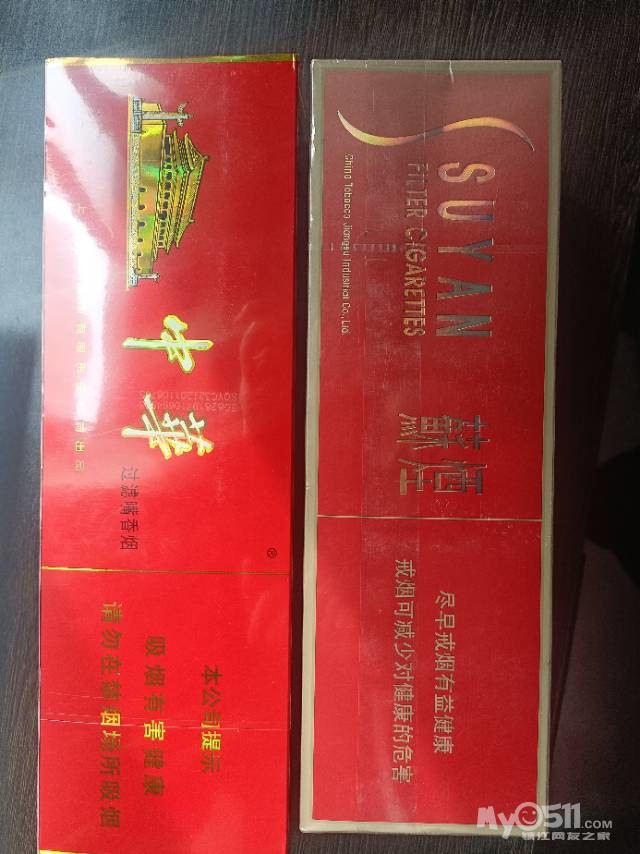 中華
过滤嘴香烟
®
本公司提示
吸烟有害健康
请勿在禁烟场所吸烟
SUYAN
FILTER CIGARETTES
China Tobacco Jiangsu Industrial Co., Ltd.
蘇煙
尽早戒烟有益健康
戒烟可减少对健康的危害
My0511.com
镇江网友之家